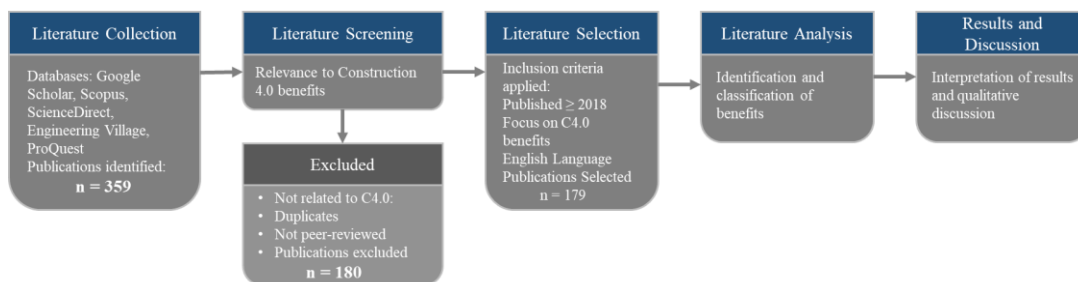 Literature Collection
Databases: Google
Scholar, Scopus,
ScienceDirect,
Engineering Village,
ProQuest
Publications identified:
n = 359
Literature Screening
Relevance to Construction
4.0 benefits
Excluded
• Not related to C4.0:
• Duplicates
• Not peer-reviewed
• Publications excluded
n = 180
Literature Selection
Inclusion criteria
applied:
Published ≥ 2018
Focus on C4.0
benefits
English Language
Publications Selected
n = 179
Literature Analysis
Identification and
classification of
benefits
Results and
Discussion
Interpretation of results
and qualitative
discussion